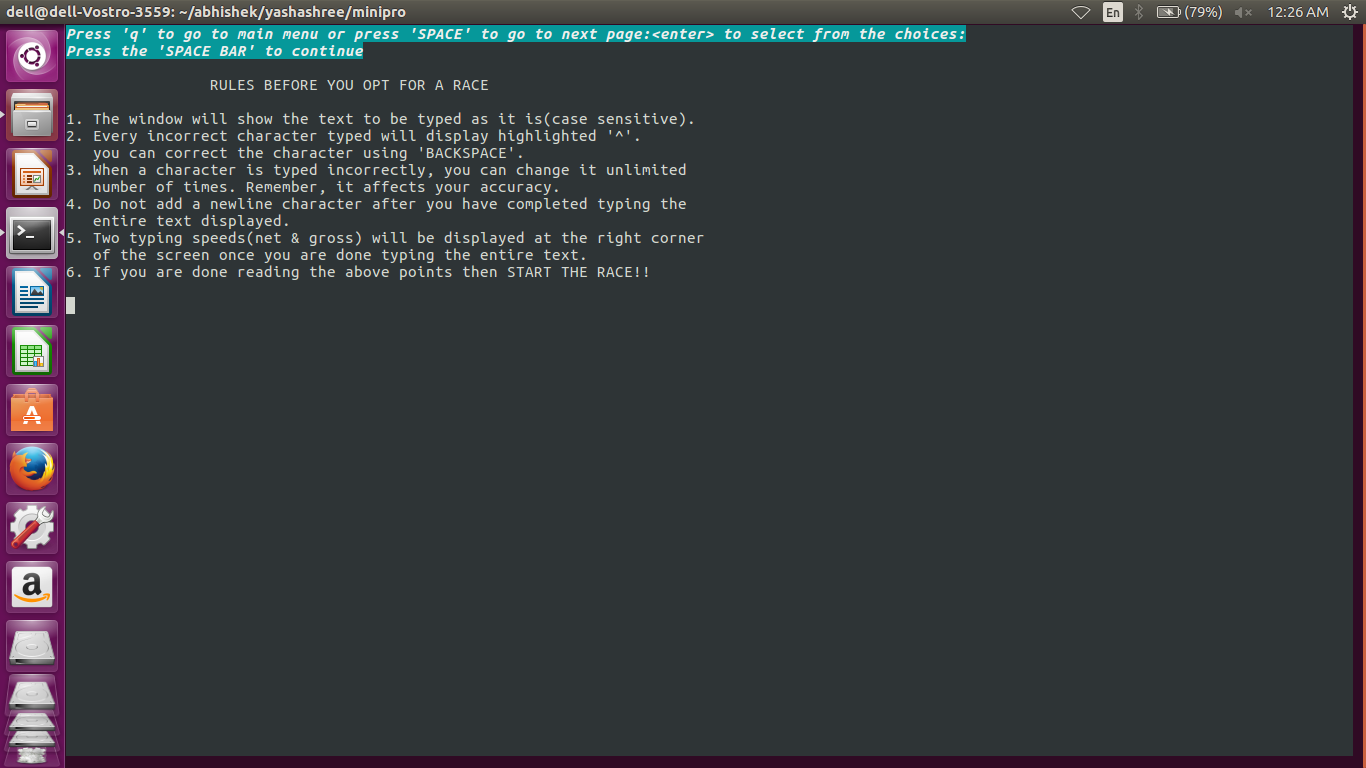 dell@dell-Vostro-3559: ~/abhishek/yashashree/minipro
En (79%) 12:26 AM
Press 'q' to go to main menu or press 'SPACE' to go to next page:<enter> to select from the choices:
Press the 'SPACE BAR' to continue
RULES BEFORE YOU OPT FOR A RACE
1. The window will show the text to be typed as it is(case sensitive).
2. Every incorrect character typed will display highlighted '^'.
you can correct the character using 'BACKSPACE'.
3. When a character is typed incorrectly, you can change it unlimited
number of times. Remember, it affects your accuracy.
4. Do not add a newline character after you have completed typing the
entire text displayed.
5. Two typing speeds(net & gross) will be displayed at the right corner
of the screen once you are done typing the entire text.
6. If you are done reading the above points then START THE RACE!!